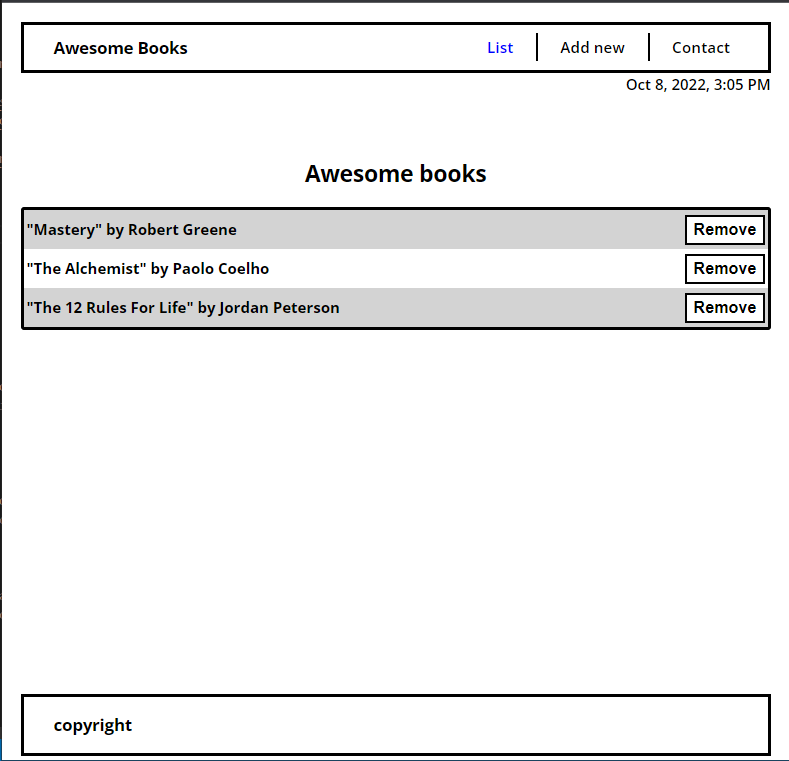 Awesome Books List Add new Contact
Oct 8, 2022, 3:05 PM
Awesome books
"Mastery" by Robert Greene Remove
"The Alchemist" by Paolo Coelho Remove
"The 12 Rules For Life" by Jordan Peterson Remove
copyright